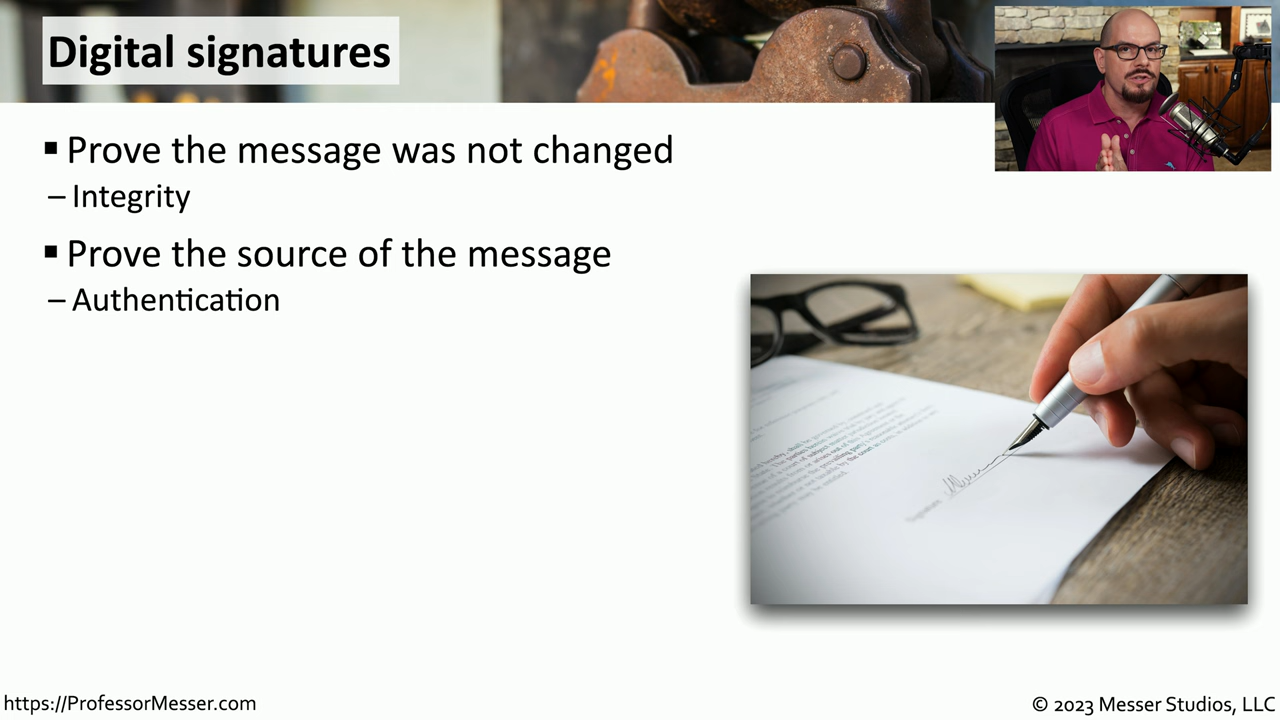 Digital signatures
▪ Prove the message was not changed
– Integrity
▪ Prove the source of the message
– Authentication
https://ProfessorMesser.com
© 2023 Messer Studios, LLC